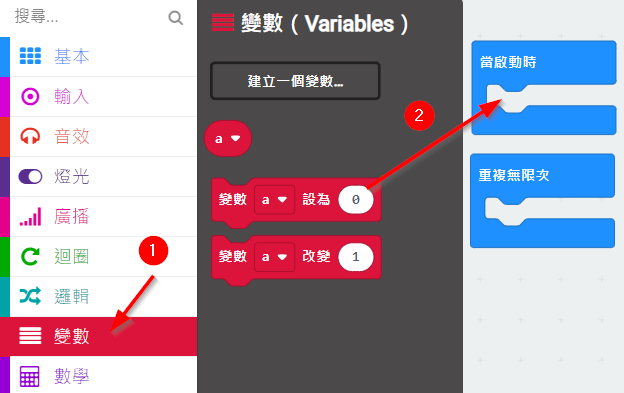 搜尋...
基本
輸入
音效
燈光
廣播
迴圈
邏輯
變數
數學
1
變數（Variables）
建立一個變數...
a
變數 a 設為 0
變數 a 改變 1
2
當啟動時
重複無限次